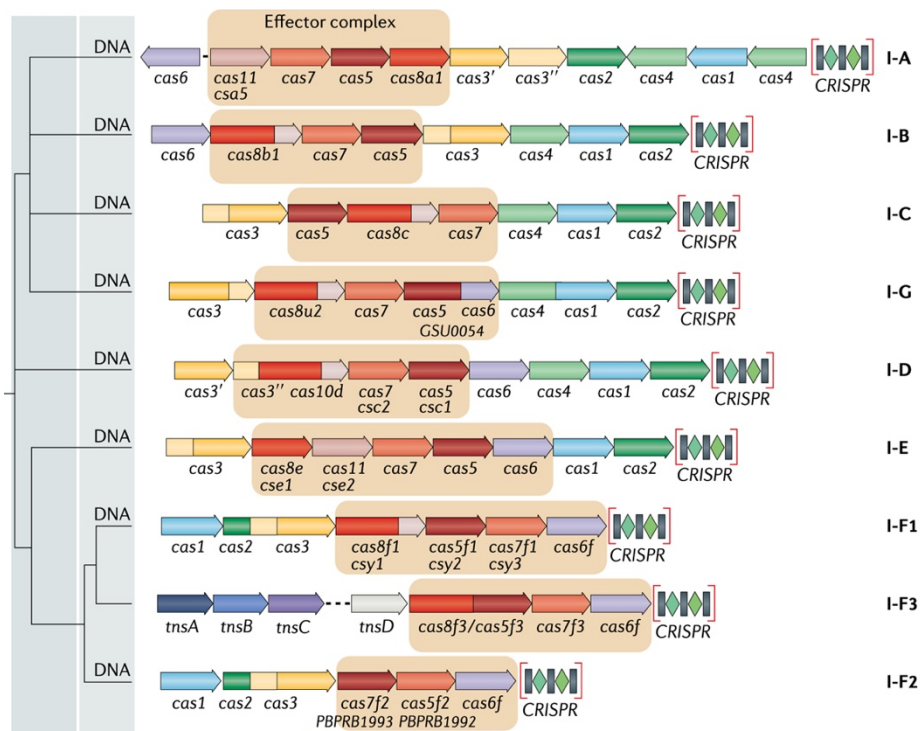 Effector complex
DNA
I-A
cas6 cas11 cas7 cas5 cas8a1 cas3' cas3'' cas2 cas4 cas1 cas4 CRISPR
csa5
DNA
I-B
cas6 cas8b1 cas7 cas5 cas3 cas4 cas1 cas2 CRISPR
DNA
I-C
cas3 cas5 cas8c cas7 cas4 cas1 cas2 CRISPR
DNA
I-G
cas3 cas8u2 cas7 cas5 cas6 cas4 cas1 cas2 CRISPR
GSU0054
DNA
I-D
cas3' cas3'' cas10d cas7 cas5 cas6 cas4 cas1 cas2 CRISPR
csc2 csc1
DNA
I-E
cas3 cas8e cas11 cas7 cas5 cas6 cas1 cas2 CRISPR
cse1 cse2
DNA
I-F1
cas1 cas2 cas3 cas8f1 cas5f1 cas7f1 cas6f CRISPR
csy1 csy2 csy3
I-F3
tnsA tnsB tnsC tnsD cas8f3/cas5f3 cas7f3 cas6f CRISPR
DNA
I-F2
cas1 cas2 cas3 cas7f2 cas5f2 cas6f CRISPR
PBPRB1993 PBPRB1992